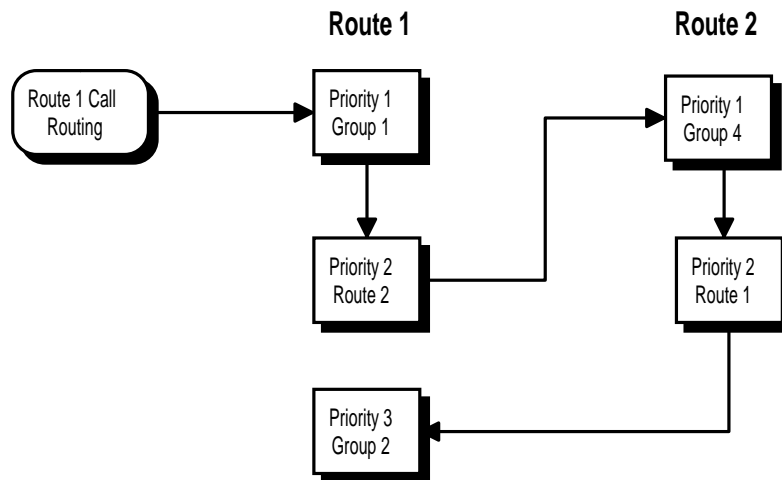 Route 1
Route 2
Route 1 Call
Routing
Priority 1
Group 1
Priority 1
Group 4
Priority 2
Route 2
Priority 2
Route 1
Priority 3
Group 2